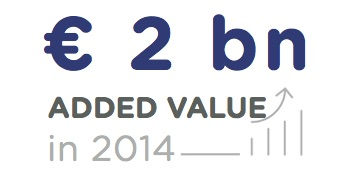 € 2 bn
ADDED VALUE
in 2014